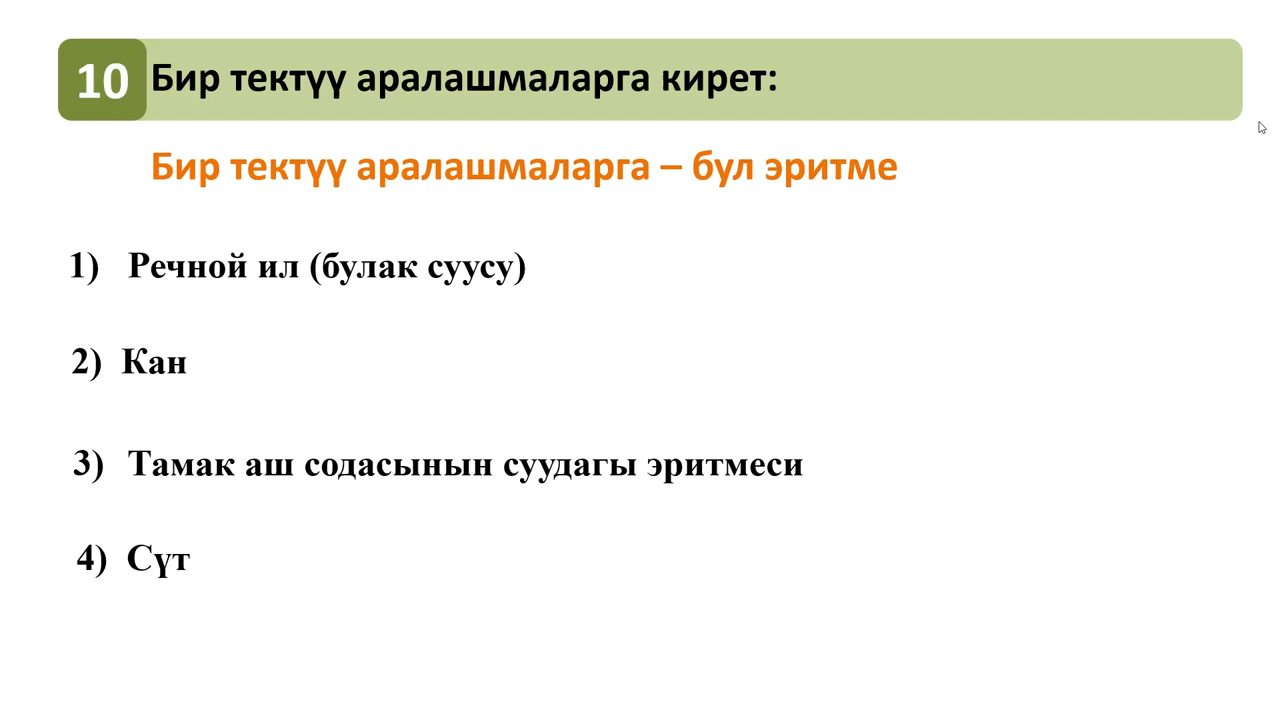 10 Бир тектүү аралашмаларга кирет:
Бир тектүү аралашмаларга – бул эритме
1) Речной ил (булак суусу)
2) Кан
3) Тамак аш содасынын суудагы эритмеси
4) Сүт